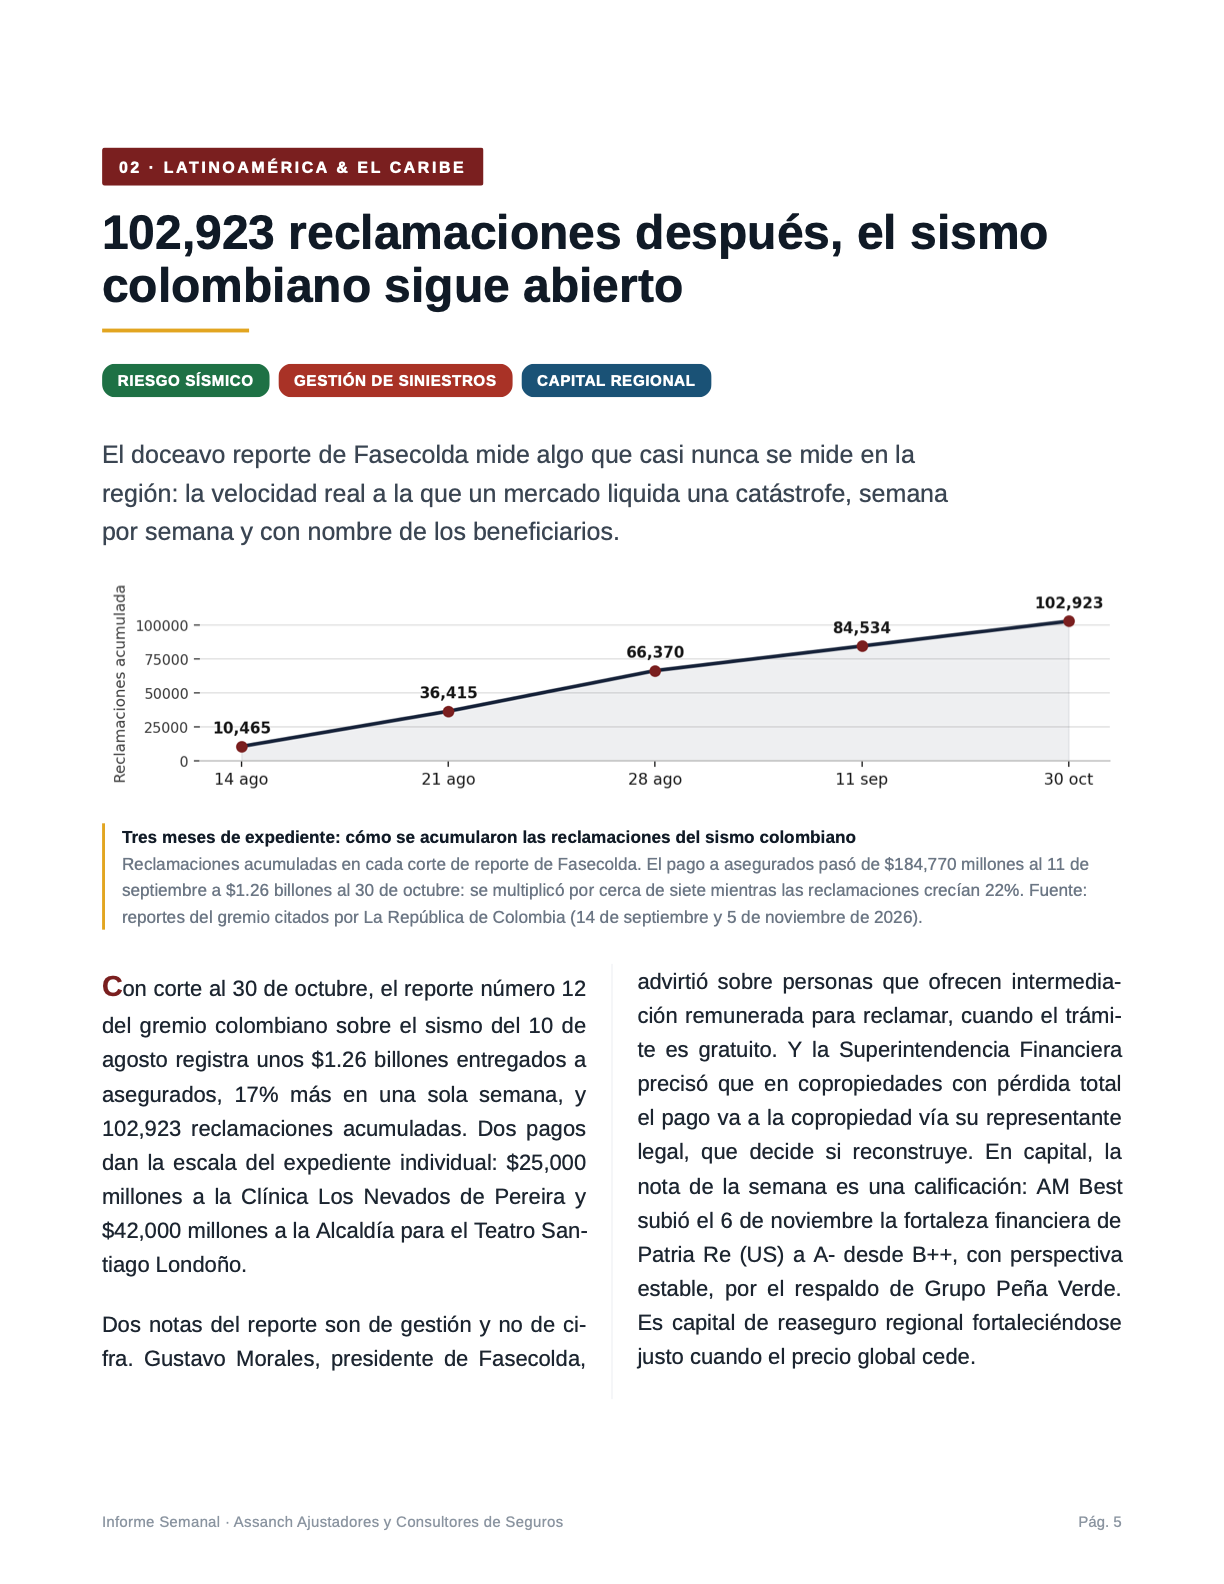 02 · LATINOAMÉRICA & EL CARIBE
102,923 reclamaciones después, el sismo
colombiano sigue abierto
RIESGO SÍSMICO
GESTIÓN DE SINIESTROS
CAPITAL REGIONAL
El doceavo reporte de Fasecolda mide algo que casi nunca se mide en la
región: la velocidad real a la que un mercado liquida una catástrofe, semana
por semana y con nombre de los beneficiarios.
Reclamaciones acumulada
100000
75000
50000
25000
0
10,465
36,415
66,370
84,534
102,923
14 ago
21 ago
28 ago
11 sep
30 oct
Tres meses de expediente: cómo se acumularon las reclamaciones del sismo colombiano
Reclamaciones acumuladas en cada corte de reporte de Fasecolda. El pago a asegurados pasó de $184,770 millones al 11 de
septiembre a $1.26 billones al 30 de octubre: se multiplicó por cerca de siete mientras las reclamaciones crecían 22%. Fuente:
reportes del gremio citados por La República de Colombia (14 de septiembre y 5 de noviembre de 2026).
Con corte al 30 de octubre, el reporte número 12
del gremio colombiano sobre el sismo del 10 de
agosto registra unos $1.26 billones entregados a
asegurados, 17% más en una sola semana, y
102,923 reclamaciones acumuladas. Dos pagos
dan la escala del expediente individual: $25,000
millones a la Clínica Los Nevados de Pereira y
$42,000 millones a la Alcaldía para el Teatro San-
tiago Londoño.
Dos notas del reporte son de gestión y no de ci-
fra. Gustavo Morales, presidente de Fasecolda,
advirtió sobre personas que ofrecen intermedia-
ción remunerada para reclamar, cuando el trámi-
te es gratuito. Y la Superintendencia Financiera
precisó que en copropiedades con pérdida total
el pago va a la copropiedad vía su representante
legal, que decide si reconstruye. En capital, la
nota de la semana es una calificación: AM Best
subió el 6 de noviembre la fortaleza financiera de
Patria Re (US) a A- desde B++, con perspectiva
estable, por el respaldo de Grupo Peña Verde.
Es capital de reaseguro regional fortaleciéndose
justo cuando el precio global cede.
Informe Semanal · Assanch Ajustadores y Consultores de Seguros
Pág. 5